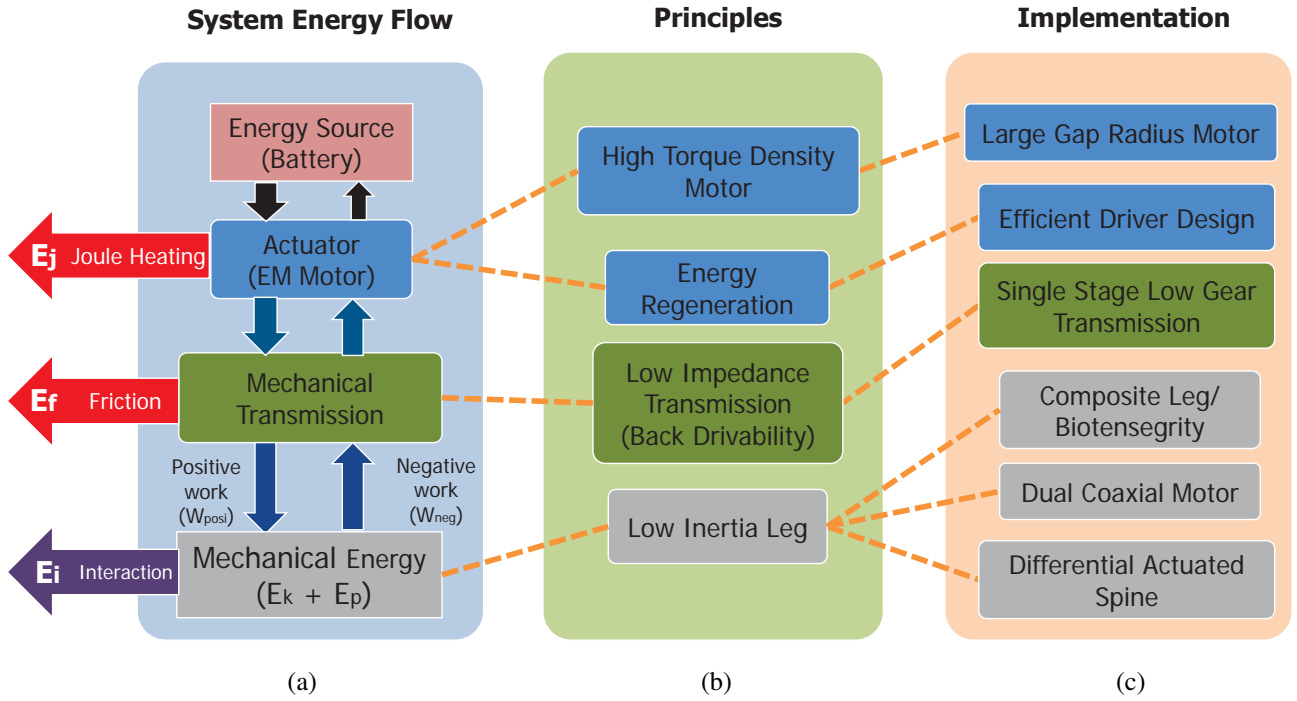 System Energy Flow
Energy Source
(Battery)
Ej Joule Heating
Actuator
(EM Motor)
Ef Friction
Mechanical
Transmission
Positive
work
(Wposi)
Negative
work
(Wneg)
Ei Interaction
Mechanical Energy
(Ek + Ep)
(a)
Principles
High Torque Density
Motor
Energy
Regeneration
Low Impedance
Transmission
(Back Drivability)
Low Inertia Leg
(b)
Implementation
Large Gap Radius Motor
Efficient Driver Design
Single Stage Low Gear
Transmission
Composite Leg/
Biotensegrity
Dual Coaxial Motor
Differential Actuated
Spine
(c)